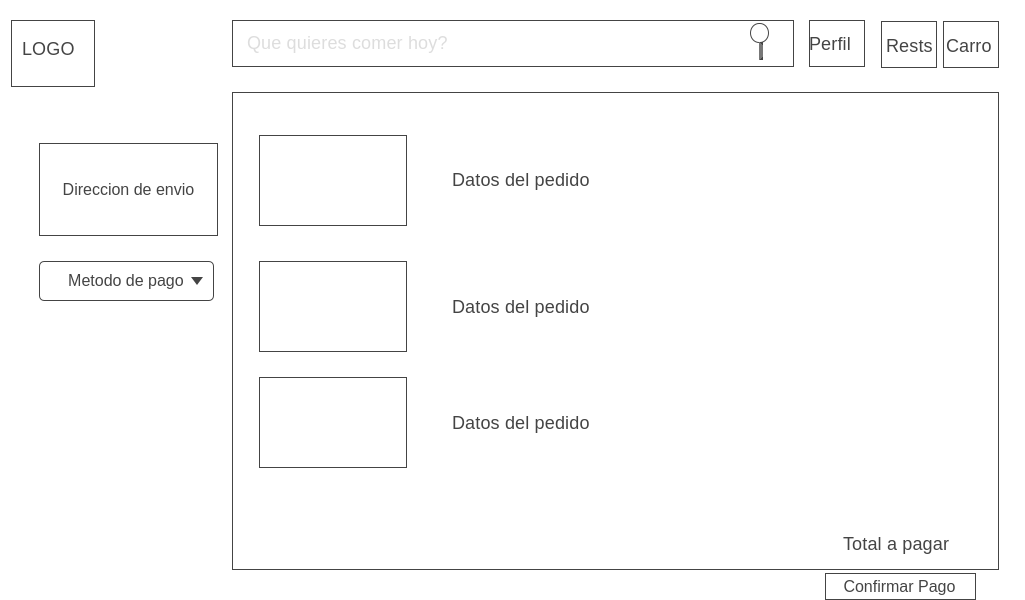 LOGO
Que quieres comer hoy?
Perfil
Rests
Carro
Direccion de envio
Metodo de pago
Datos del pedido
Datos del pedido
Datos del pedido
Total a pagar
Confirmar Pago